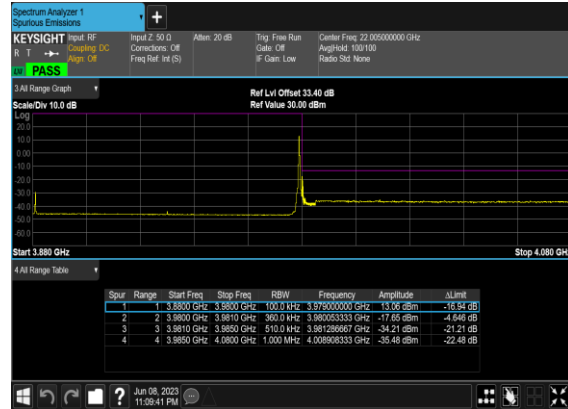 Spectrum Analyzer 1
Spurious Emissions
KEYSIGHT Input: RF Input Z: 50 Ω Atten: 20 dB Trig: Free Run Center Freq: 22.005000000 GHz
R T Coupling: DC Corrections: Off Gate: Off Avg|Hold: 100/100
Align: Off Freq Ref: Int (S) IF Gain: Low Radio Std: None
PASS
3 All Range Graph
Ref Lvl Offset 33.40 dB
Scale/Div 10.0 dB Ref Value 30.00 dBm
Log
20.0
10.0
0.00
-10.0
-20.0
-30.0
-40.0
-50.0
-60.0
Start 3.880 GHz Stop 4.080 GHz
4 All Range Table
Spur Range Start Freq Stop Freq RBW Frequency Amplitude ΔLimit
1 1 3.8800 GHz 3.9800 GHz 100.0 kHz 3.979000000 GHz 13.06 dBm -16.94 dB
2 2 3.9800 GHz 3.9810 GHz 360.0 kHz 3.980053333 GHz -17.65 dBm -4.646 dB
3 3 3.9810 GHz 3.9850 GHz 510.0 kHz 3.981286667 GHz -34.21 dBm -21.21 dB
4 4 3.9850 GHz 4.0800 GHz 1.000 MHz 4.008908333 GHz -35.48 dBm -22.48 dB
? Jun 08, 2023
11:09:41 PM